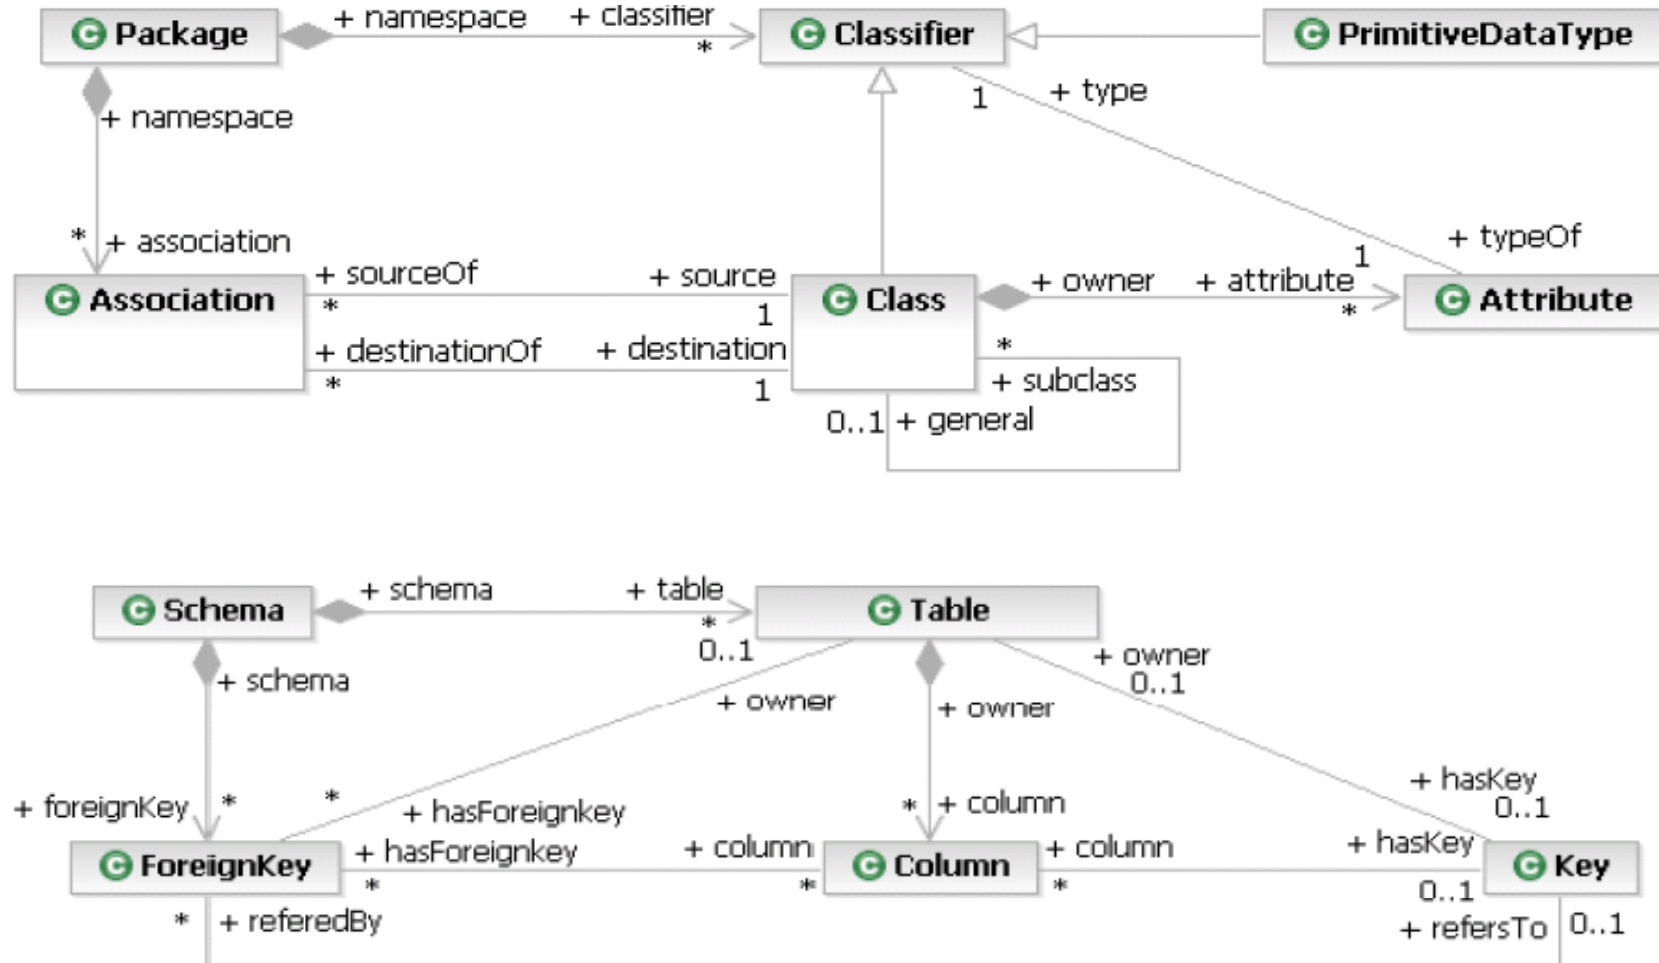 C Package
+ namespace
+ classifier
*
C Classifier
C PrimitiveDataType
+ namespace
1
+ type
*
+ association
+ typeOf
1
C Association
+ sourceOf
*
+ source
1
C Class
+ owner
+ attribute
*
C Attribute
+ destinationOf
*
+ destination
1
*
+ subclass
0..1
+ general
C Schema
+ schema
+ table
*
0..1
C Table
+ schema
+ owner
+ owner
+ owner
0..1
+ foreignKey
*
*
+ hasForeignkey
*
+ column
+ hasKey
0..1
C ForeignKey
+ hasForeignkey
*
+ column
*
C Column
+ column
*
+ hasKey
0..1
C Key
*
+ referedBy
+ refersTo
0..1